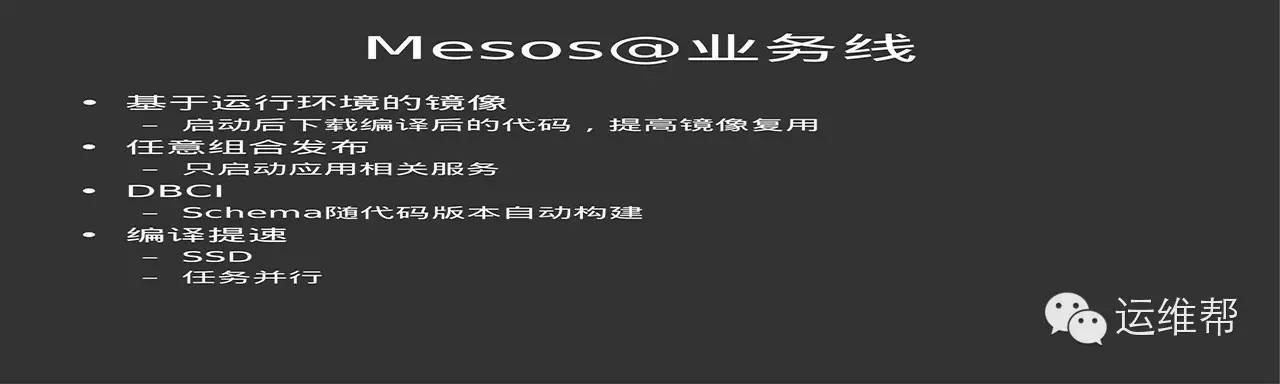 Mesos@业务线
• 基于运行环境的镜像
– 启动后下载编译后的代码，提高镜像复用
• 任意组合发布
– 只启动应用相关服务
• DBCI
– Schema随代码版本自动构建
• 编译提速
– SSD
– 任务并行
运维帮